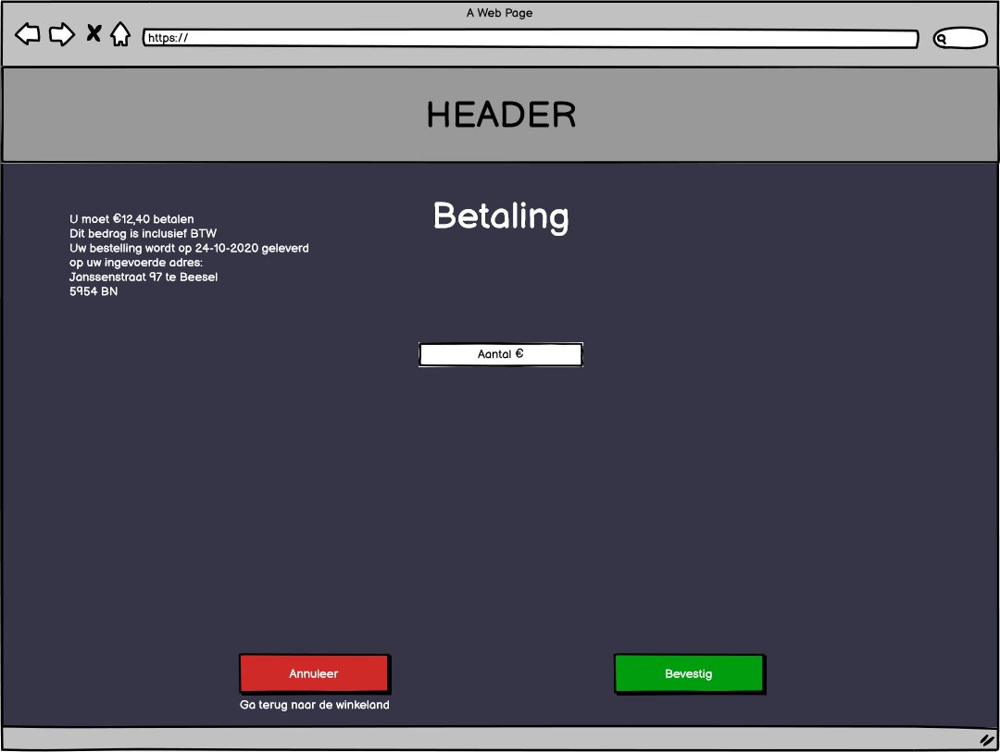 A Web Page
https://
HEADER
Betaling
U moet €12,40 betalen
Dit bedrag is inclusief BTW
Uw bestelling wordt op 24-10-2020 geleverd
op uw ingevoerde adres:
Janssenstraat 97 te Beesel
5954 BN
Aantal €
Annuleer
Bevestig
Ga terug naar de winkeland